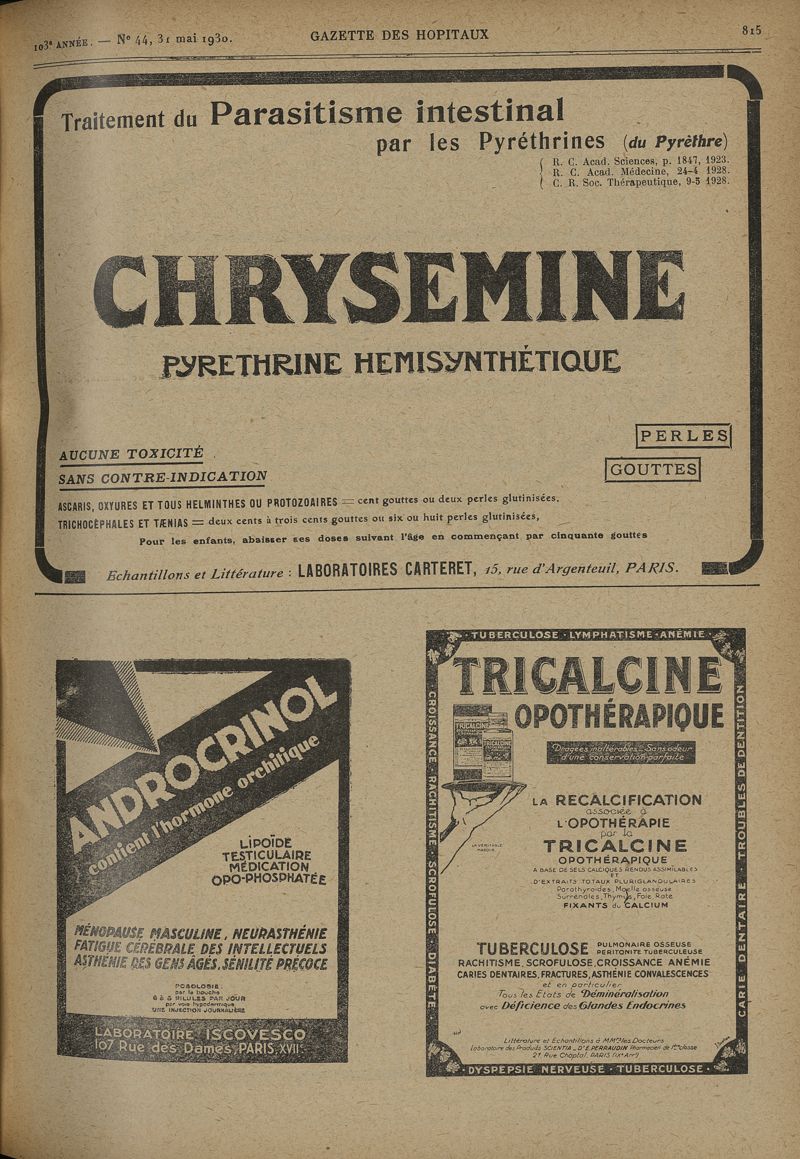 103e ANNÉE. — N° 44, 31 mai 1930.
GAZETTE DES HOPITAUX
815
Traitement du Parasitisme intestinal
par les Pyréthrines (du Pyrèthre)
R. C. Acad. Sciences, p. 1847, 1923.
R. C. Acad. Médecine, 24-4 1928.
C. R. Soc. Thérapeutique, 9-5 1928.
CHRYSEMINE
PYRETHRINE HEMISYNTHÉTIQUE
PERLES
GOUTTES
AUCUNE TOXICITÉ
SANS CONTRE-INDICATION
ASCARIS, OXYURES ET TOUS HELMINTHES OU PROTOZOAIRES = cent gouttes ou deux perles glutinisées.
TRICHOCÉPHALES ET TÆNIAS = deux cents à trois cents gouttes ou six ou huit perles glutinisées,
Pour les enfants, abaisser ses doses suivant l'âge en commençant par cinquante gouttes
Echantillons et Littérature : LABORATOIRES CARTERET, 15, rue d'Argenteuil, PARIS.
ANDROCRINOL
contient l'hormone orchitique
LIPOÏDE
TESTICULAIRE
MÉDICATION
OPO-PHOSPHATÉE
MÉNOPAUSE MASCULINE, NEURASTHÉNIE
FATIGUE CÉRÉBRALE DES INTELLECTUELS
ASTHÉNIE DES GENS ÂGÉS, SÉNILITÉ PRÉCOCE
POSOLOGIE:
par la bouche
PILULES PAR JOUR
par voie hypodermique
UNE INJECTION JOURNALIÈRE
LABORATOIRE ISCOVESCO
107 Rue des Dames, PARIS, XVII:
TUBERCULOSE · LYMPHATISME · ANÉMIE
CROISSANCE · RACHITISME · SCROFULOSE · DIABÈTE
CARIE DENTAIRE · TROUBLES DE DENTITION
TRICALCINE
OPOTHÉRAPIQUE
TRICALCINE
TRICALCINE
Dragées inaltérables _ Sans odeur
d'une conservation parfaite
LA VÉRITABLE
MARQUE
LA RECALCIFICATION
associée à
L'OPOTHÉRAPIE
par la
TRICALCINE
OPOTHÉRAPIQUE
A BASE DE SELS CALCIQUES RENDUS ASSIMILABLES
ET
D'EXTRAITS TOTAUX PLURIGLANDULAIRES
Parathyroïdes, Moelle osseuse
Surrénales, Thymus, Foie, Rate
FIXANTS du CALCIUM
TUBERCULOSE PULMONAIRE OSSEUSE
PERITONITE TUBERCULEUSE
RACHITISME, SCROFULOSE, CROISSANCE ANÉMIE
CARIES DENTAIRES, FRACTURES, ASTHÉNIE CONVALESCENCES
et en particulier
Tous les Etats de Déminéralisation
avec Déficience des Glandes Endocrines
Littérature et Echantillons à MM. les Docteurs
Laboratoire des Produits SCIENTIA _ Dr E. PERRAUDIN Pharmacien de 1re classe
21 Rue Chaptal, PARIS (IXe Arrt)
DYSPEPSIE NERVEUSE · TUBERCULOSE